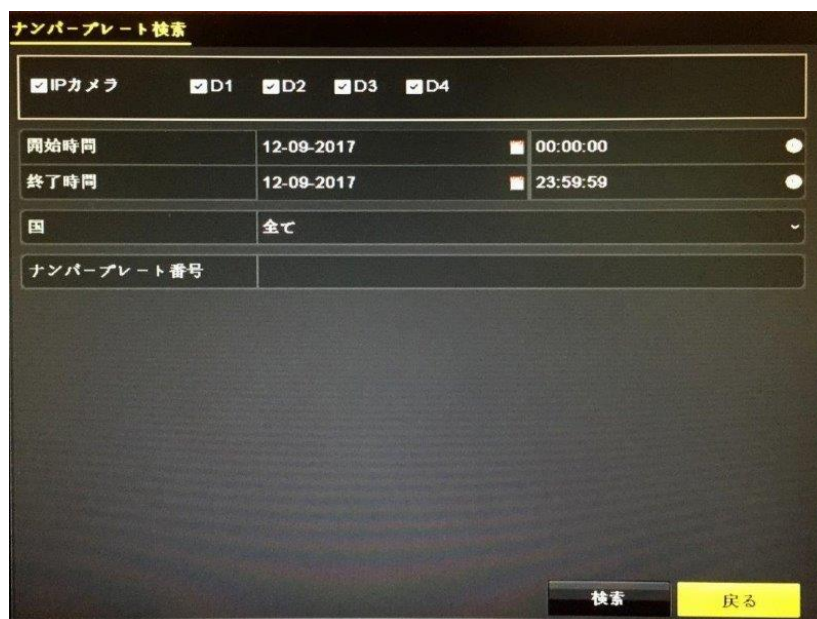 ナンバープレート検索
IPカメラ D1 D2 D3 D4
開始時間 12-09-2017 00:00:00
終了時間 12-09-2017 23:59:59
国 全て
ナンバープレート番号
検索 戻る